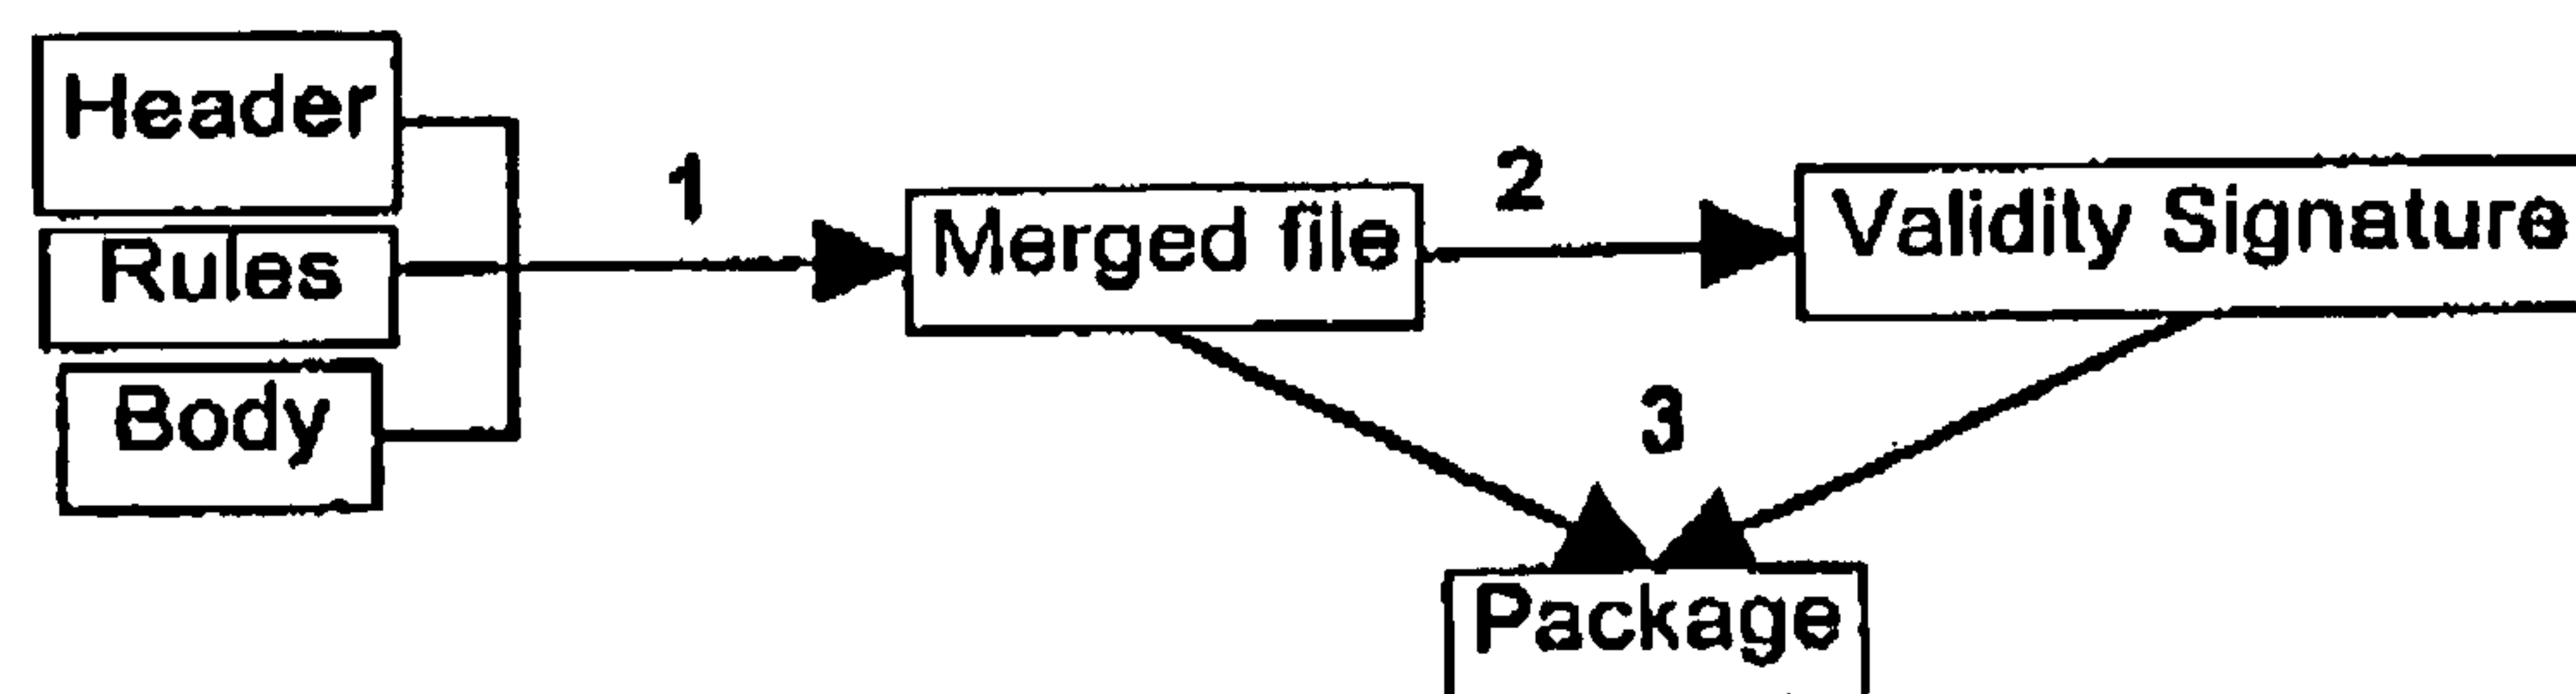 Header
Rules
Body
1
Merged file
2
Validity Signature
3
Package